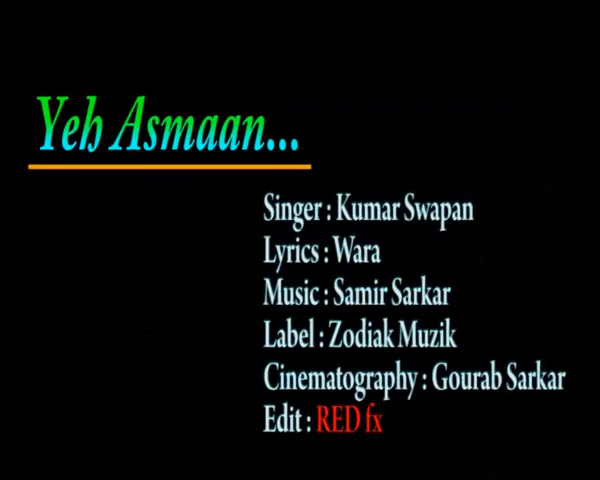 Yeh Asmaan...
Singer : Kumar Swapan
Lyrics : Wara
Music : Samir Sarkar
Label : Zodiak Muzik
Cinematography : Gourab Sarkar
Edit : RED fx